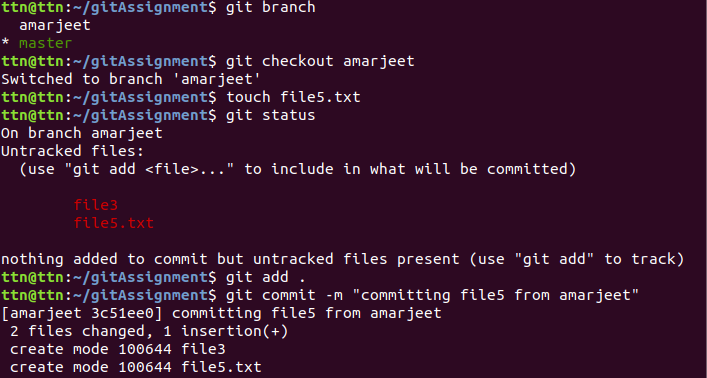 ttn@ttn:~/gitAssignment$ git branch
  amarjeet
* master
ttn@ttn:~/gitAssignment$ git checkout amarjeet
Switched to branch 'amarjeet'
ttn@ttn:~/gitAssignment$ touch file5.txt
ttn@ttn:~/gitAssignment$ git status
On branch amarjeet
Untracked files:
  (use "git add <file>..." to include in what will be committed)
        file3
        file5.txt
nothing added to commit but untracked files present (use "git add" to track)
ttn@ttn:~/gitAssignment$ git add .
ttn@ttn:~/gitAssignment$ git commit -m "committing file5 from amarjeet"
[amarjeet 3c51ee0] committing file5 from amarjeet
 2 files changed, 1 insertion(+)
 create mode 100644 file3
 create mode 100644 file5.txt